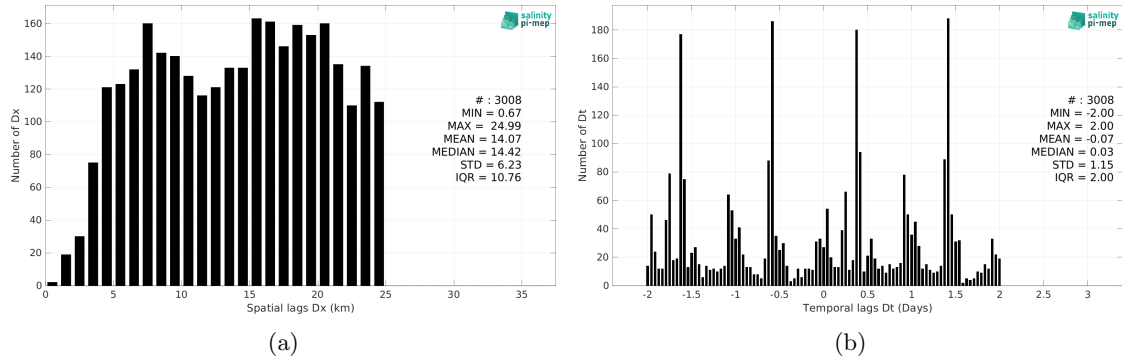 salinity
pi-mep
Number of Dx
160
140
120
100
80
60
40
20
0
# : 3008
MIN = 0.67
MAX = 24.99
MEAN = 14.07
MEDIAN = 14.42
STD = 6.23
IQR = 10.76
0 5 10 15 20 25 30 35
Spatial lags Dx (km)
(a)
salinity
pi-mep
Number of Dt
180
160
140
120
100
80
60
40
20
0
# : 3008
MIN = -2.00
MAX = 2.00
MEAN = -0.07
MEDIAN = 0.03
STD = 1.15
IQR = 2.00
-2 -1.5 -1 -0.5 0 0.5 1 1.5 2 2.5 3
Temporal lags Dt (Days)
(b)